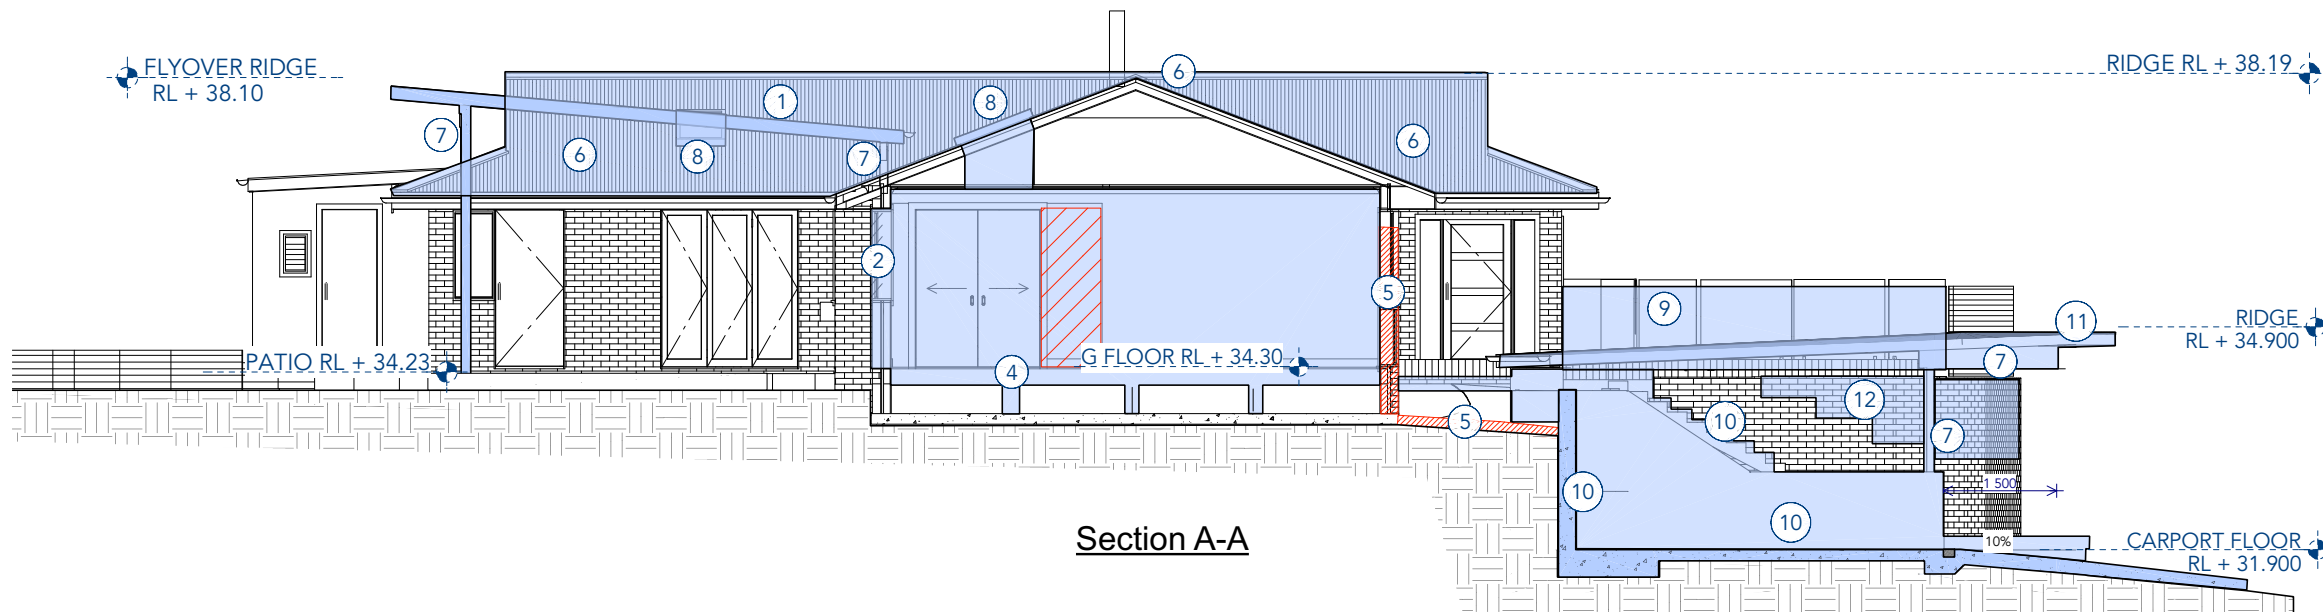 FLYOVER RIDGE
RL + 38.10
RIDGE RL + 38.19
6
1
8
7
6
8
7
6
2
5
9
11
RIDGE
RL + 34.900
PATIO RL + 34.23
G FLOOR RL + 34.30
4
7
12
5
10
7
10
1 500
10
Section A-A
10%
CARPORT FLOOR
RL + 31.900